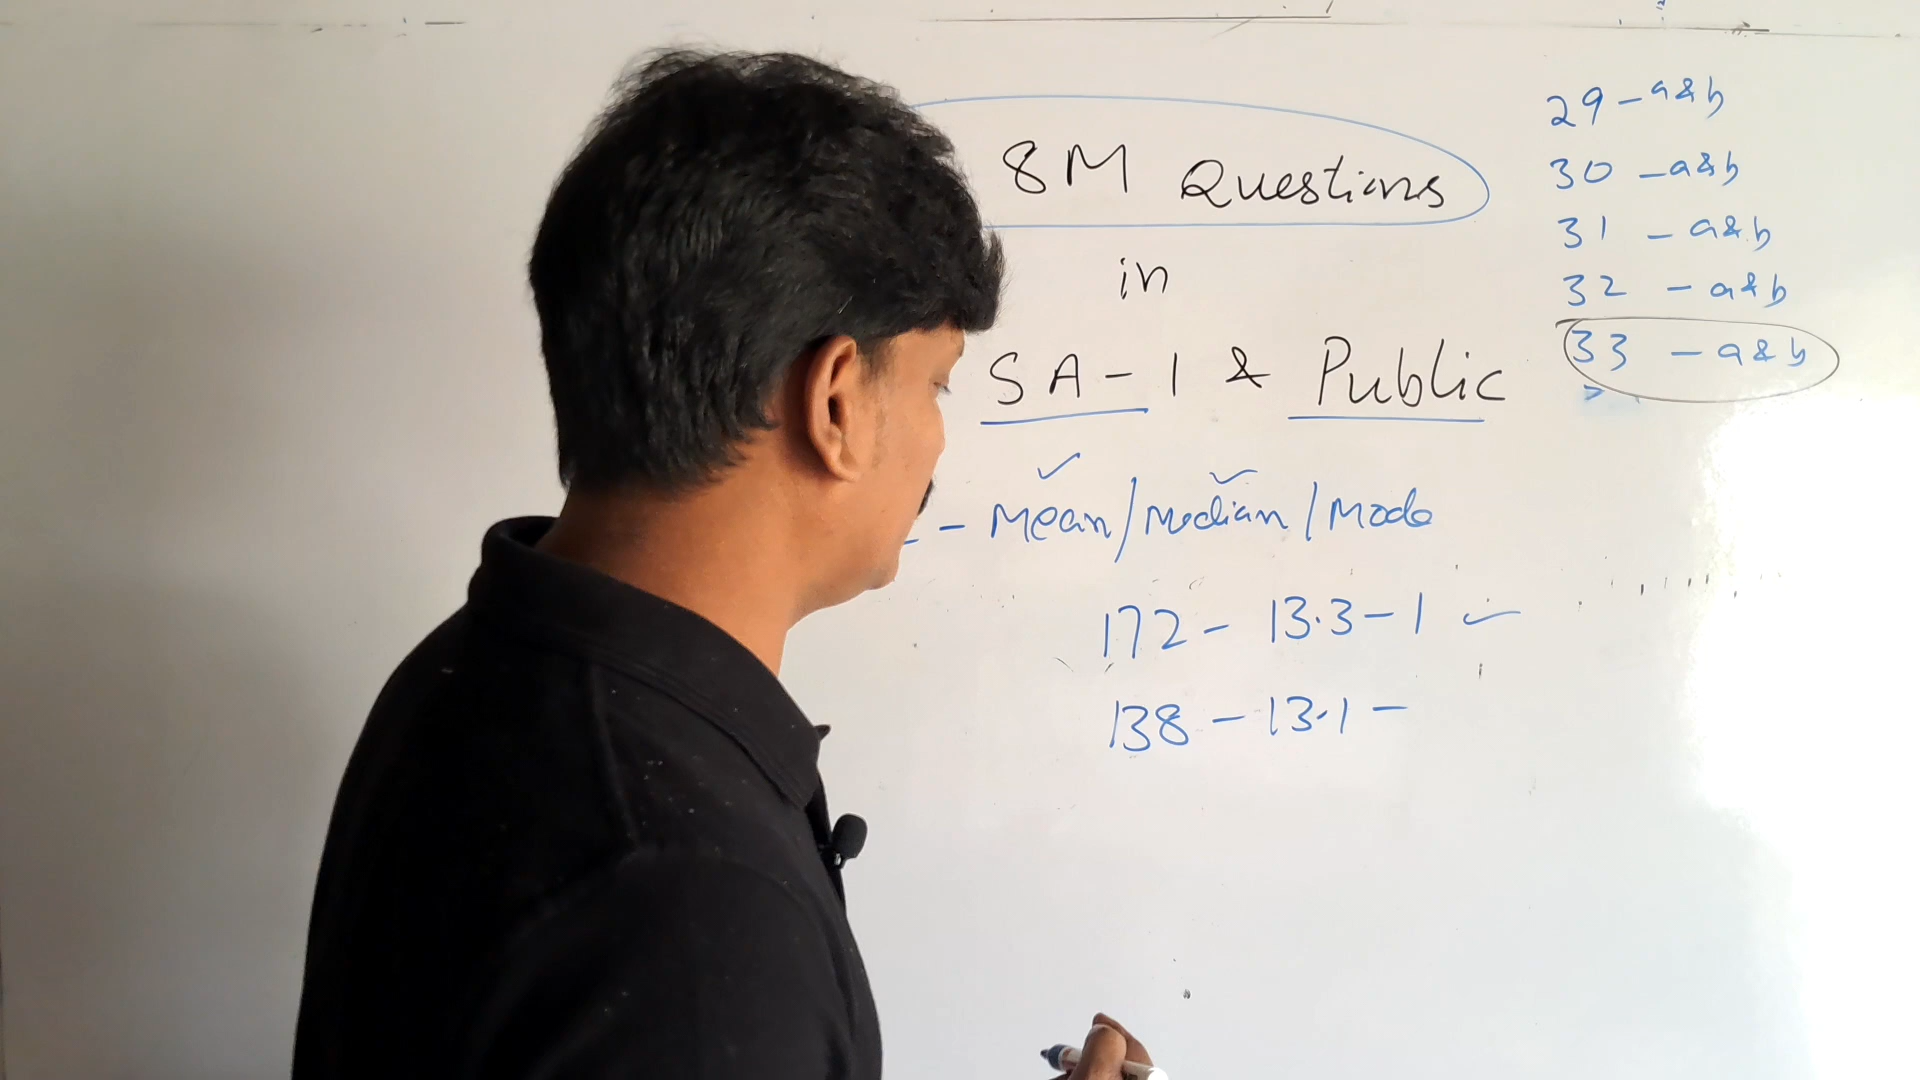 8M Questions
in
SA-1 & Public
- Mean/Median/Mode
172 - 13.3-1 ✓
138 - 13.1 -
29 - a&b
30 - a&b
31 - a&b
32 - a&b
33 - a&b